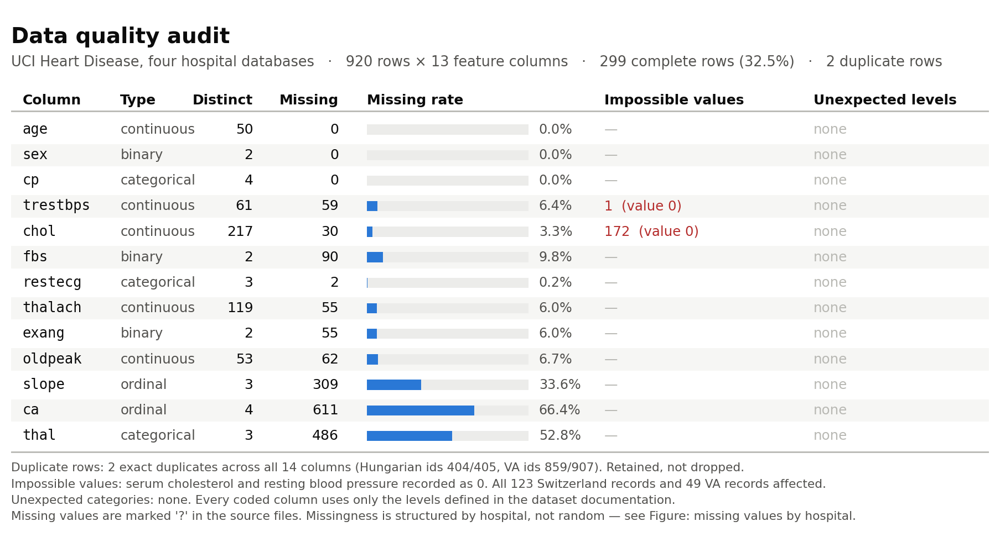 Data quality audit
UCI Heart Disease, four hospital databases · 920 rows × 13 feature columns · 299 complete rows (32.5%) · 2 duplicate rows
Column Type Distinct Missing Missing rate Impossible values Unexpected levels
age continuous 50 0 0.0% — none
sex binary 2 0 0.0% — none
cp categorical 4 0 0.0% — none
trestbps continuous 61 59 6.4% 1 (value 0) none
chol continuous 217 30 3.3% 172 (value 0) none
fbs binary 2 90 9.8% — none
restecg categorical 3 2 0.2% — none
thalach continuous 119 55 6.0% — none
exang binary 2 55 6.0% — none
oldpeak continuous 53 62 6.7% — none
slope ordinal 3 309 33.6% — none
ca ordinal 4 611 66.4% — none
thal categorical 3 486 52.8% — none
Duplicate rows: 2 exact duplicates across all 14 columns (Hungarian ids 404/405, VA ids 859/907). Retained, not dropped.
Impossible values: serum cholesterol and resting blood pressure recorded as 0. All 123 Switzerland records and 49 VA records affected.
Unexpected categories: none. Every coded column uses only the levels defined in the dataset documentation.
Missing values are marked '?' in the source files. Missingness is structured by hospital, not random — see Figure: missing values by hospital.